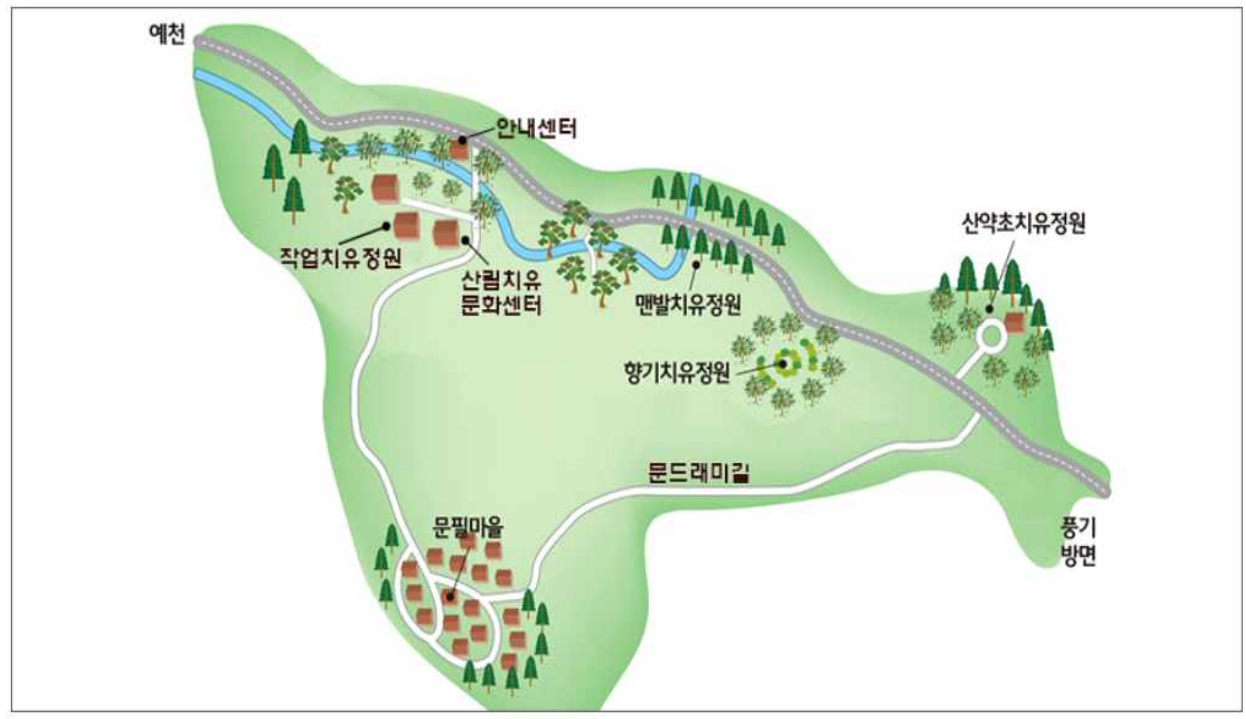 예천
안내센터
작업치유정원
산림치유
문화센터
맨발치유정원
산약초치유정원
향기치유정원
문드래미길
문필마을
풍기
방면